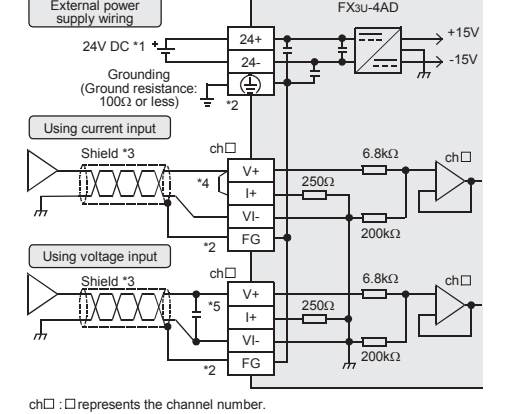 External power
supply wiring
FX3U-4AD
24V DC *1
+
24+
24-
+15V
-15V
Grounding
(Ground resistance:
100Ω or less)
*2
Using current input
Shield *3
ch□
*4
V+
I+
VI-
FG
*2
250Ω
6.8kΩ
200kΩ
ch□
Using voltage input
Shield *3
ch□
*5
V+
I+
VI-
FG
*2
250Ω
6.8kΩ
200kΩ
ch□
ch□ : □ represents the channel number.